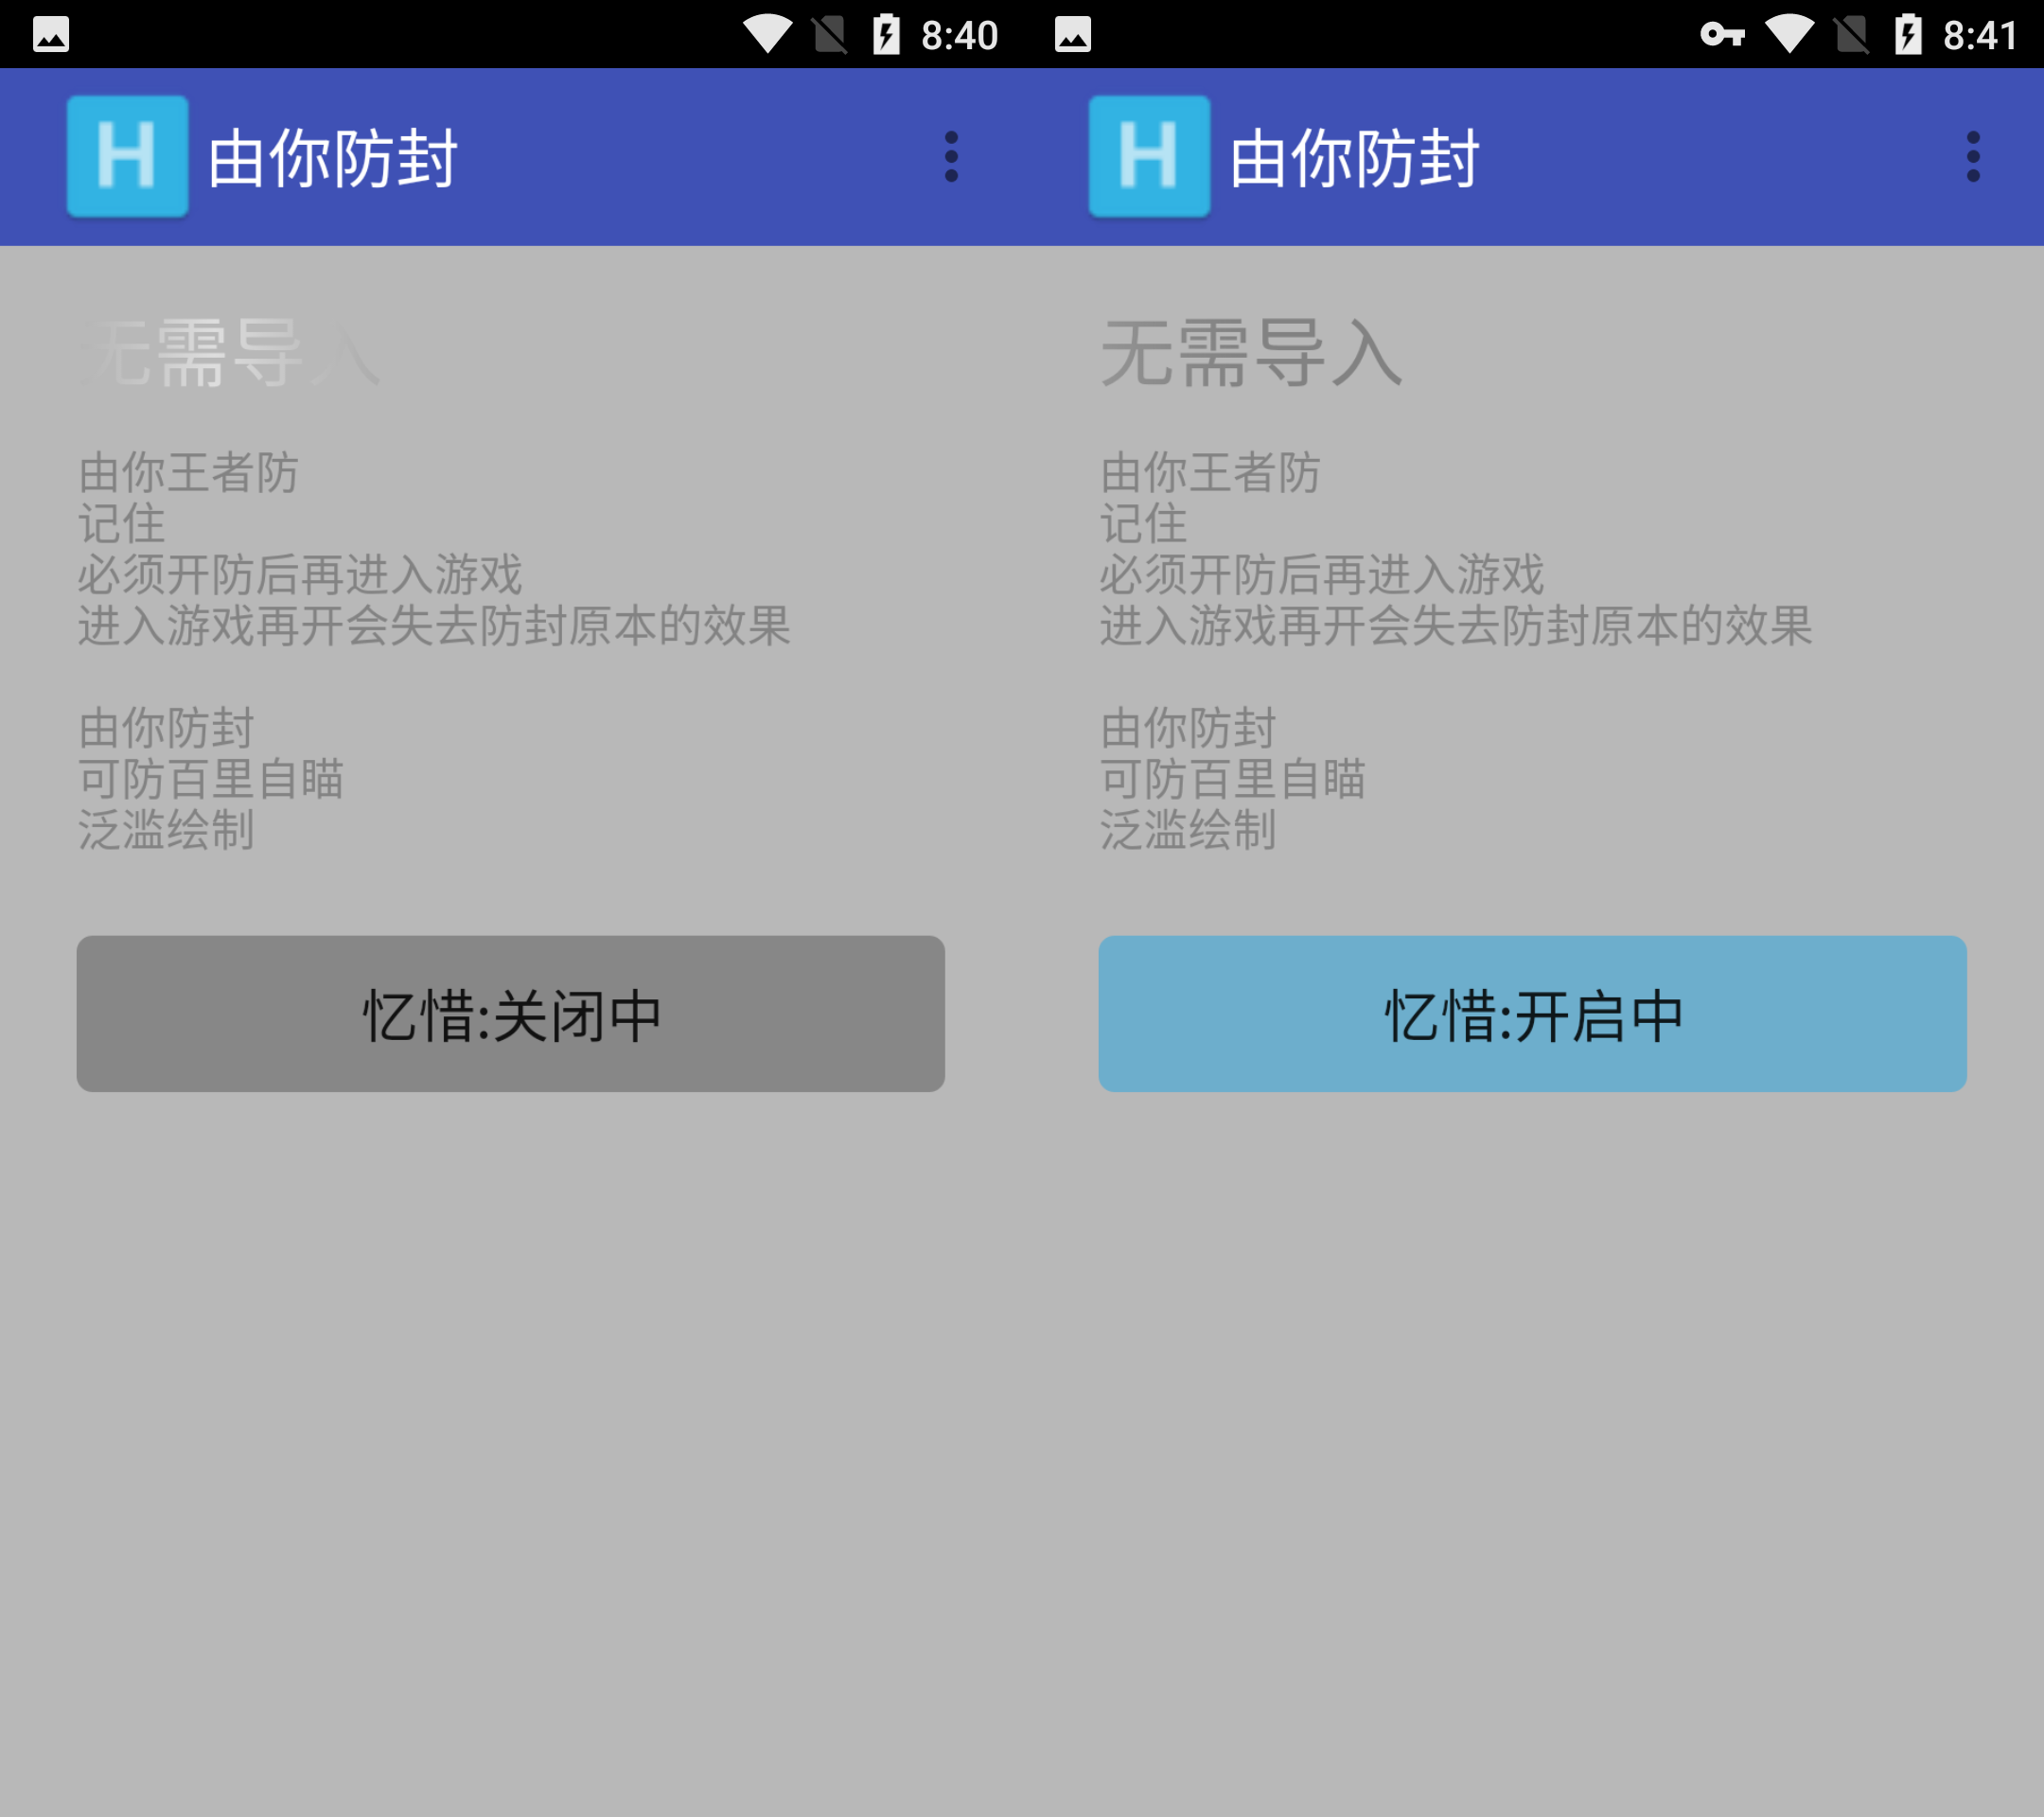 8:40
H 由你防封
无需导入
由你王者防
记住
必须开防后再进入游戏
进入游戏再开会失去防封原本的效果
由你防封
可防百里自瞄
泛滥绘制
忆惜:关闭中
8:41
H 由你防封
无需导入
由你王者防
记住
必须开防后再进入游戏
进入游戏再开会失去防封原本的效果
由你防封
可防百里自瞄
泛滥绘制
忆惜:开启中